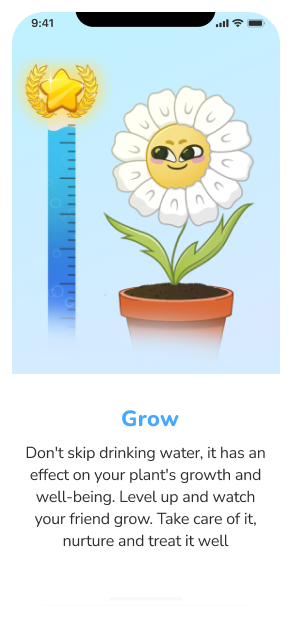 9:41
Grow
Don't skip drinking water, it has an
effect on your plant's growth and
well-being. Level up and watch
your friend grow. Take care of it,
nurture and treat it well